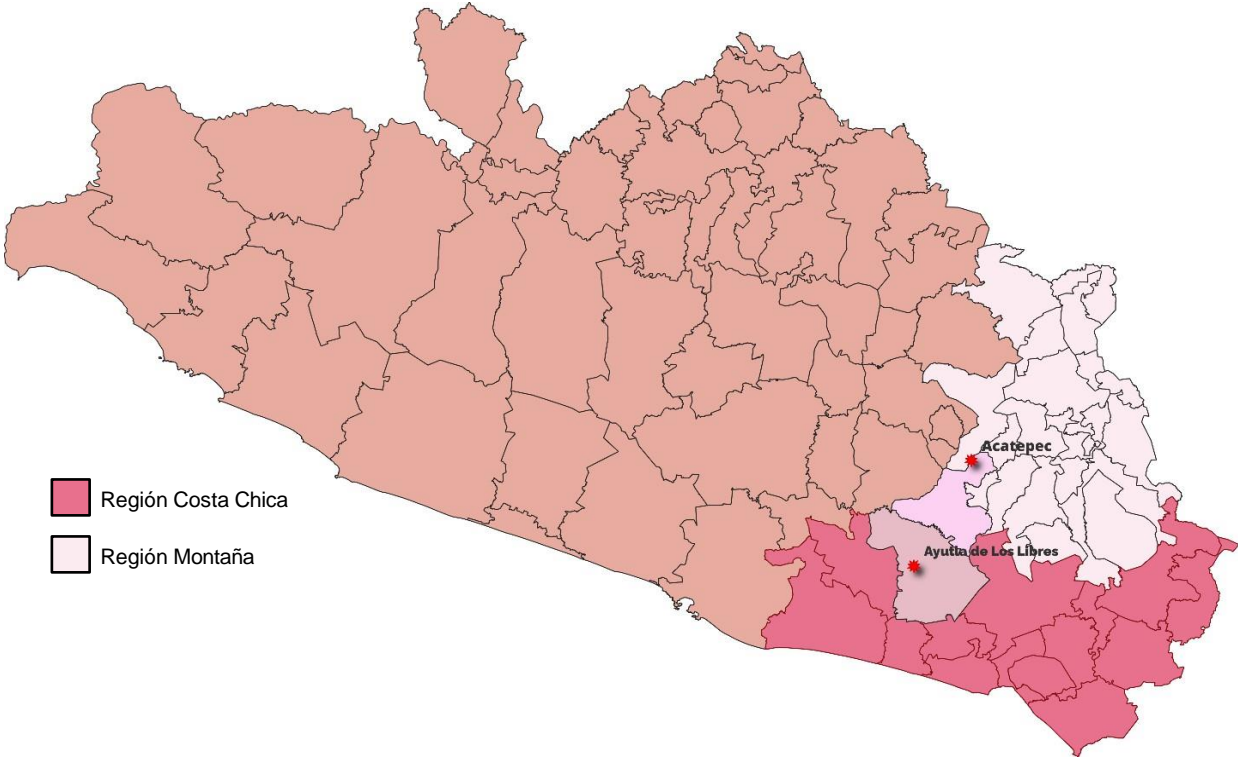 Acatepec
Región Costa Chica
Región Montaña
Ayutla de Los Libres